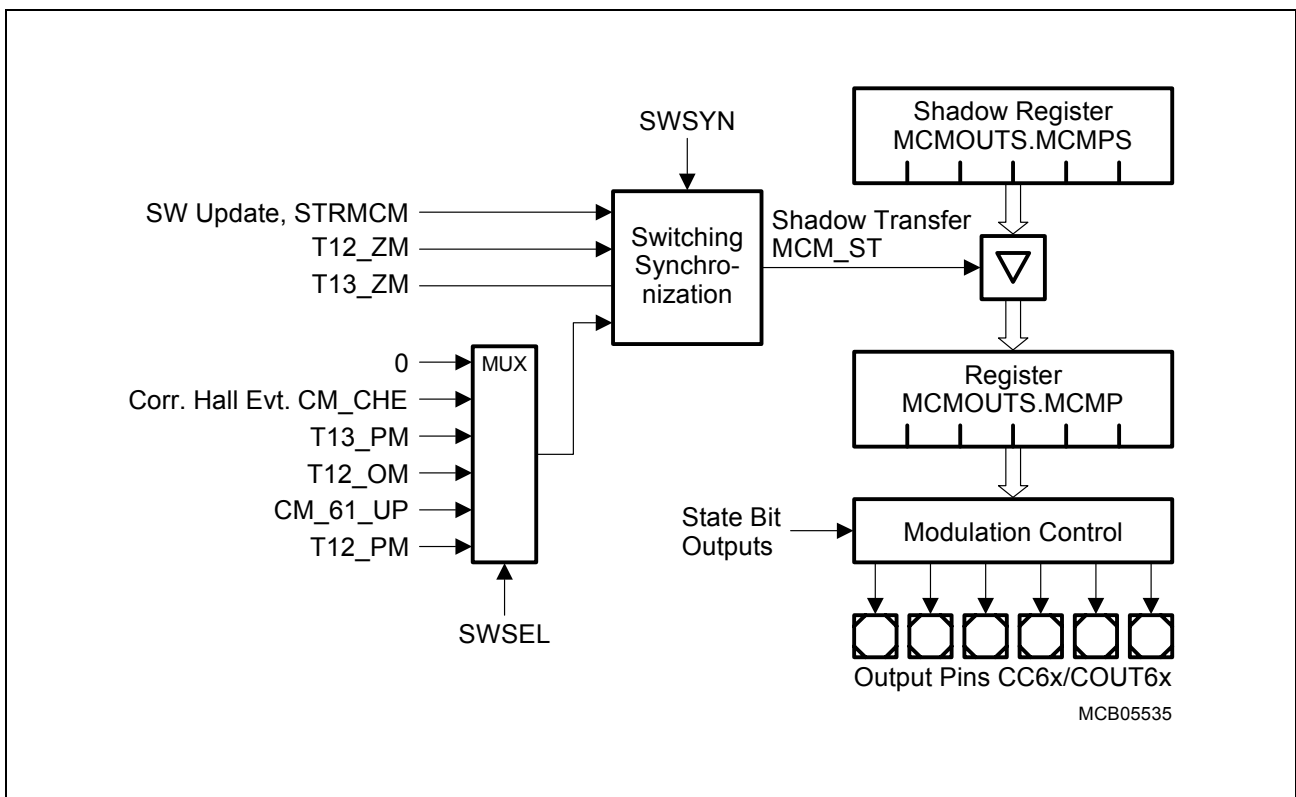 SWSYN
Shadow Register
MCMOUTS.MCMPS
SW Update, STRMCM
T12_ZM
T13_ZM
Switching
Synchro-
nization
Shadow Transfer
MCM_ST
0
Corr. Hall Evt. CM_CHE
T13_PM
T12_OM
CM_61_UP
T12_PM
MUX
SWSEL
Register
MCMOUTS.MCMP
State Bit
Outputs
Modulation Control
Output Pins CC6x/COUT6x
MCB05535